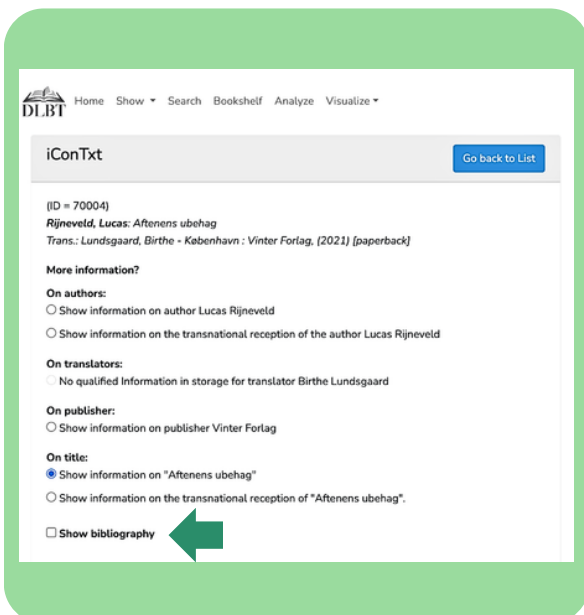 DLBT
Home Show Search Bookshelf Analyze Visualize
iConTxt
Go back to List
(ID = 70004)
Rijneveld, Lucas: Aftenens ubehag
Trans.: Lundsgaard, Birthe - København : Vinter Forlag, (2021) [paperback]
More information?
On authors:
Show information on author Lucas Rijneveld
Show information on the transnational reception of the author Lucas Rijneveld
On translators:
No qualified Information in storage for translator Birthe Lundsgaard
On publisher:
Show information on publisher Vinter Forlag
On title:
Show information on "Aftenens ubehag"
Show information on the transnational reception of "Aftenens ubehag".
Show bibliography